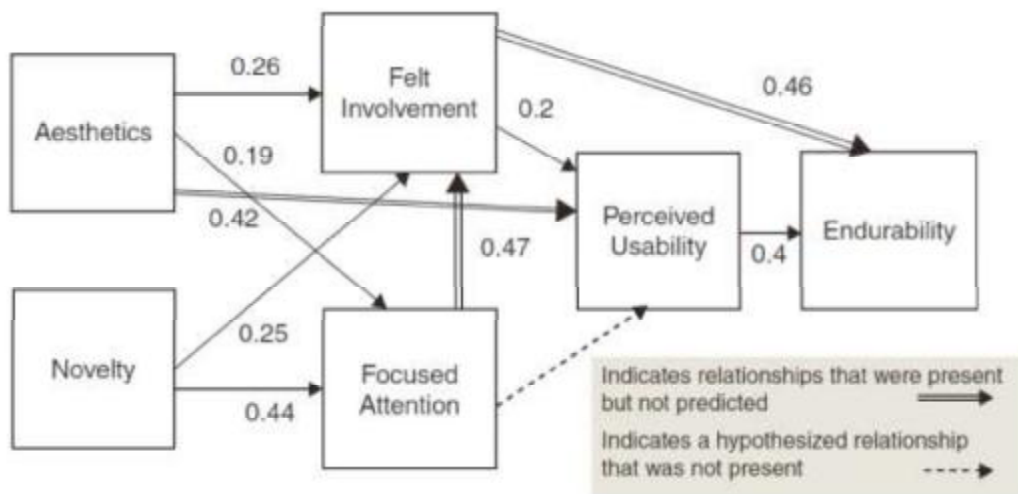 Aesthetics
Novelty
Felt
Involvement
Focused
Attention
Perceived
Usability
Endurability
0.26
0.19
0.42
0.25
0.44
0.47
0.2
0.46
0.4
Indicates relationships that were present
but not predicted
Indicates a hypothesized relationship
that was not present